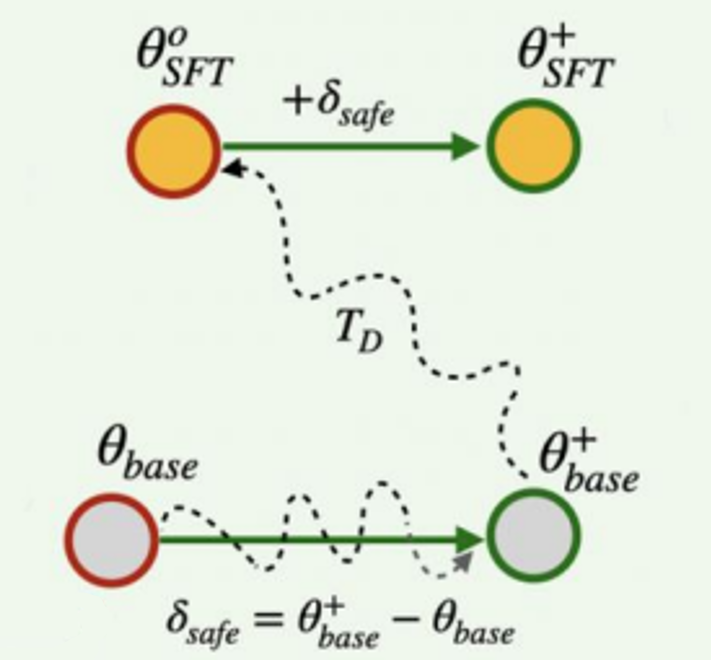 θ^o_SFT θ^+_SFT
+δ_safe
T_D
θ_base θ^+_base
δ_safe = θ^+_base − θ_base